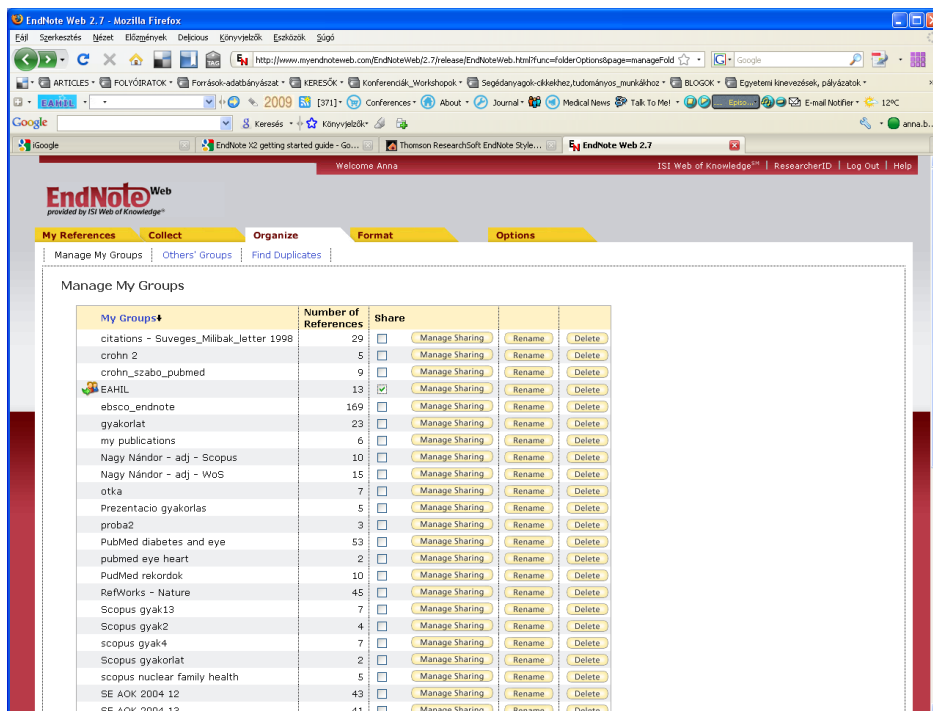 EndNote Web 2.7 - Mozilla Firefox
Fájl Szerkesztés Nézet Előzmények Delicious Könyvjelzők Eszközök Súgó
http://www.myendnoteweb.com/EndNoteWeb/2.7/release/EndNoteWeb.html?func=folderOptions&page=manageFold Google
ARTICLES FOLYÓIRATOK Források-adatbányászat KERESŐK Konferenciák_Workshopok Segédanyagok-cikkekhez,tudományos_munkákhoz BLOGOK Egyetemi kinevezések, pályázatok
EAHIL 2009 [371] Conferences About Journal Medical News Talk To Me! Episo... E-mail Notifier 12°C
Google Keresés Könyvjelzők anna.b..
iGoogle EndNote X2 getting started guide - Go... Thomson ResearchSoft EndNote Style... EndNote Web 2.7
Welcome Anna ISI Web of Knowledge℠ | ResearcherID | Log Out | Help
EndNote Web
provided by ISI Web of Knowledge®
My References Collect Organize Format Options
Manage My Groups Others' Groups Find Duplicates
Manage My Groups
My Groups Number of References Share
citations - Suveges_Milibak_letter 1998 29 Manage Sharing Rename Delete
crohn 2 5 Manage Sharing Rename Delete
crohn_szabo_pubmed 9 Manage Sharing Rename Delete
EAHIL 13 Manage Sharing Rename Delete
ebsco_endnote 169 Manage Sharing Rename Delete
gyakorlat 23 Manage Sharing Rename Delete
my publications 6 Manage Sharing Rename Delete
Nagy Nándor - adj - Scopus 10 Manage Sharing Rename Delete
Nagy Nándor - adj - WoS 15 Manage Sharing Rename Delete
otka 7 Manage Sharing Rename Delete
Prezentacio gyakorlas 5 Manage Sharing Rename Delete
proba2 3 Manage Sharing Rename Delete
PubMed diabetes and eye 53 Manage Sharing Rename Delete
pubmed eye heart 2 Manage Sharing Rename Delete
PudMed rekordok 10 Manage Sharing Rename Delete
RefWorks - Nature 45 Manage Sharing Rename Delete
Scopus gyak13 7 Manage Sharing Rename Delete
Scopus gyak2 4 Manage Sharing Rename Delete
scopus gyak4 7 Manage Sharing Rename Delete
Scopus gyakorlat 2 Manage Sharing Rename Delete
scopus nuclear family health 5 Manage Sharing Rename Delete
SE AOK 2004 12 43 Manage Sharing Rename Delete
SE AOK 2004 13 41 Manage Sharing Rename Delete